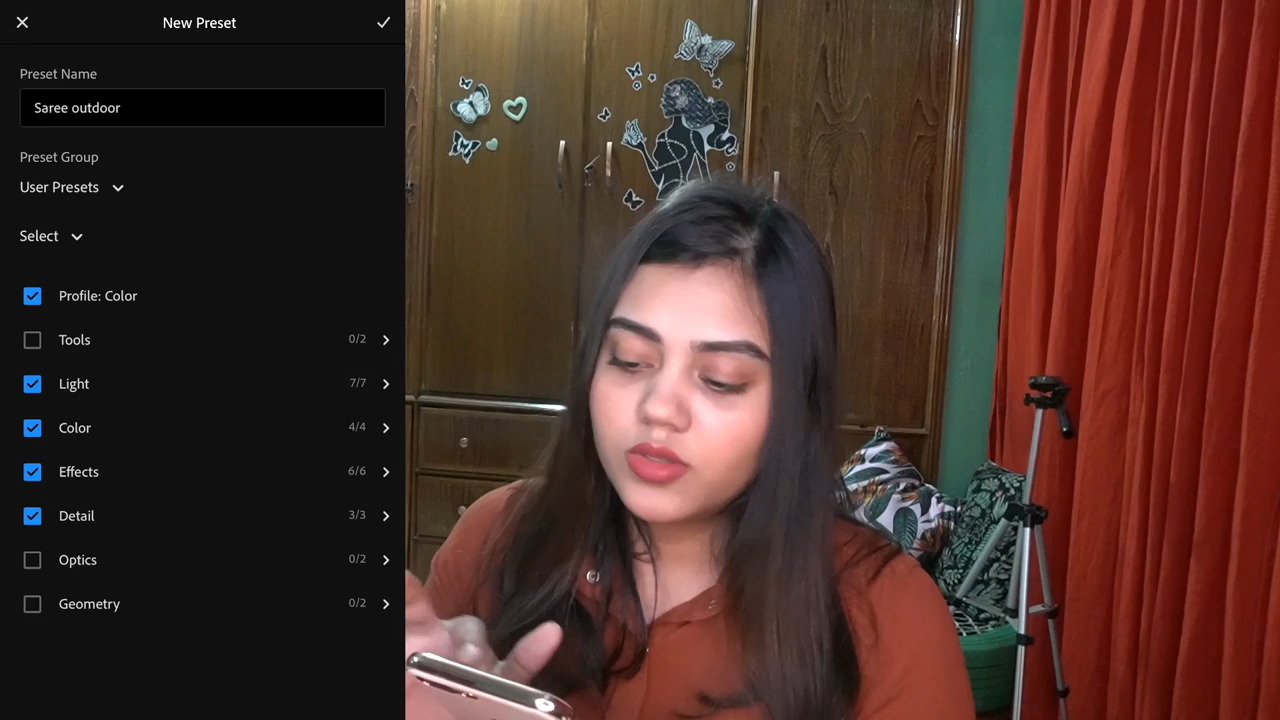 New Preset
Preset Name
Saree outdoor
Preset Group
User Presets
Select
Profile: Color
Tools 0/2
Light 7/7
Color 4/4
Effects 6/6
Detail 3/3
Optics 0/2
Geometry 0/2